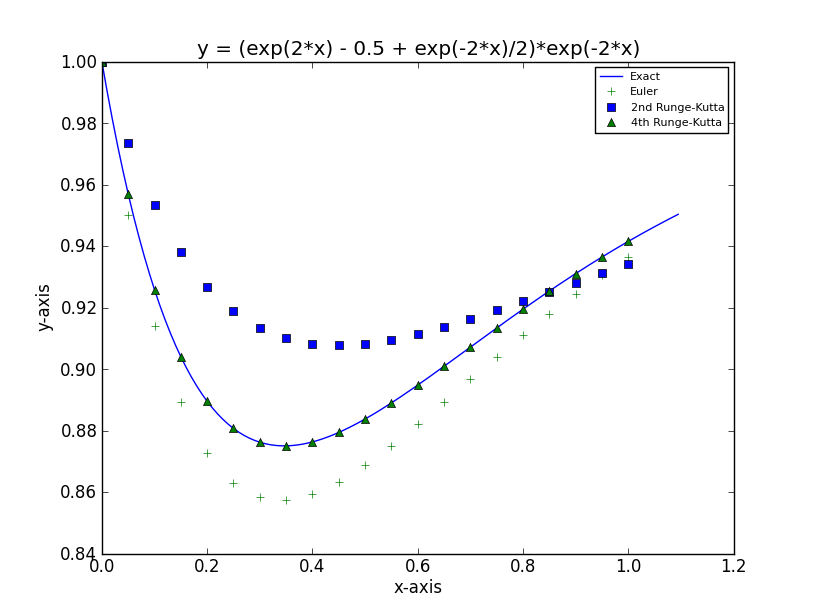 y = (exp(2*x) - 0.5 + exp(-2*x)/2)*exp(-2*x)
1.00
Exact
Euler
2nd Runge-Kutta
4th Runge-Kutta
0.98
0.96
0.94
0.92
0.90
0.88
0.86
0.84
y-axis
0.0
0.2
0.4
0.6
0.8
1.0
1.2
x-axis